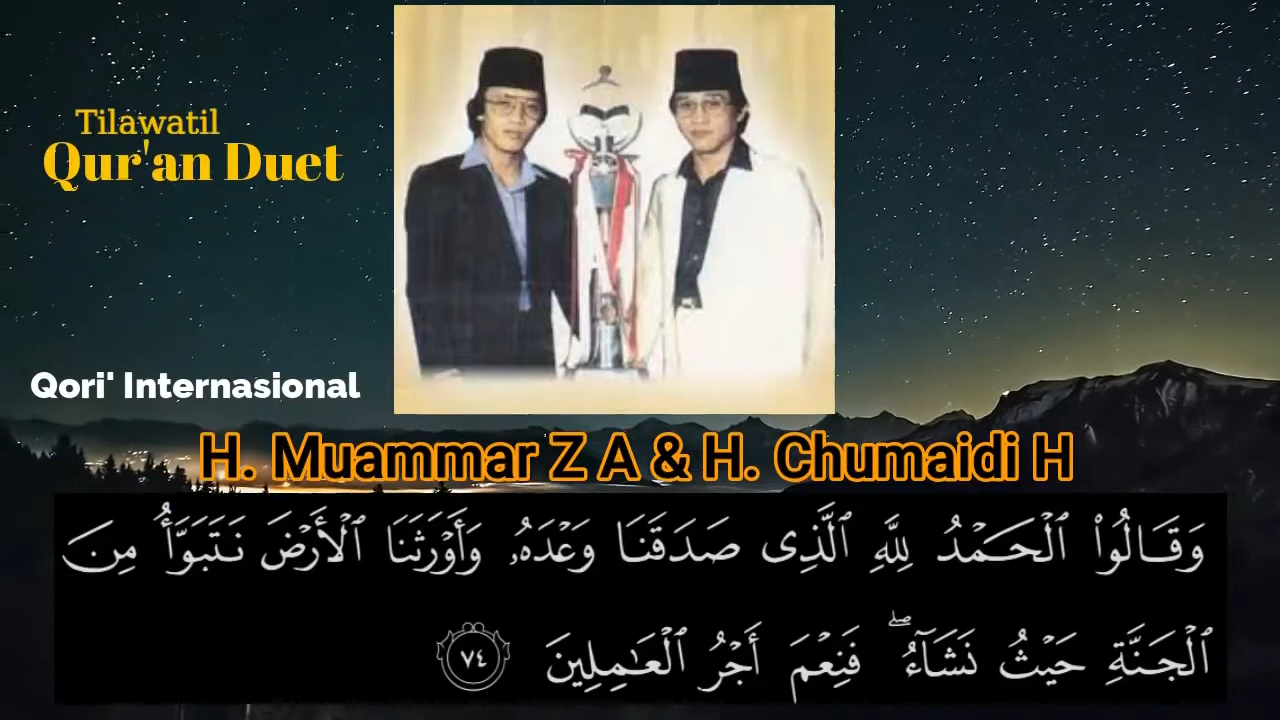 Tilawatil
Qur'an Duet
Qori' Internasional
H. Muammar Z A & H. Chumaidi H
وَقَالُوا۟ ٱلْحَمْدُ لِلَّهِ ٱلَّذِى صَدَقَنَا وَعْدَهُۥ وَأَوْرَثَنَا ٱلْأَرْضَ نَتَبَوَّأُ مِنَ
ٱلْجَنَّةِ حَيْثُ نَشَآءُ ۖ فَنِعْمَ أَجْرُ ٱلْعَـٰمِلِينَ ٧٤